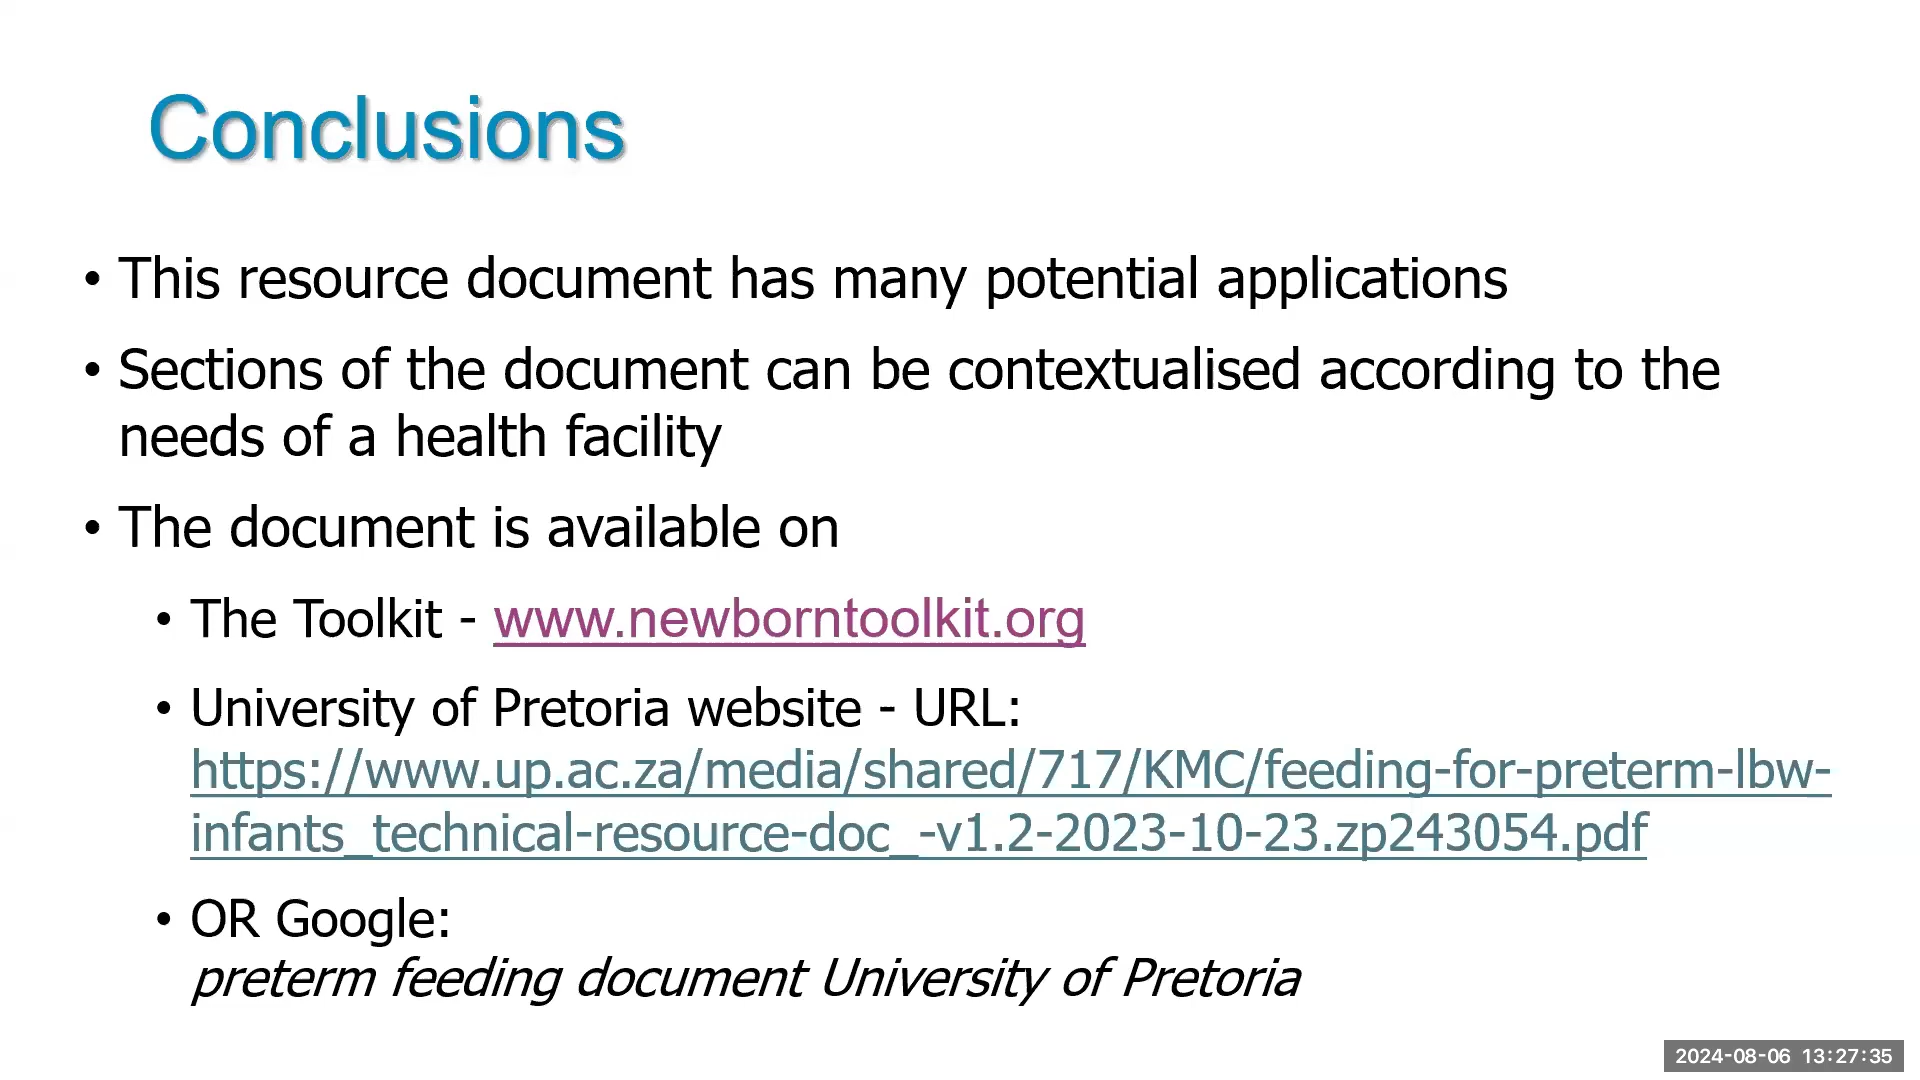 Conclusions
• This resource document has many potential applications
• Sections of the document can be contextualised according to the
needs of a health facility
• The document is available on
• The Toolkit - www.newborntoolkit.org
• University of Pretoria website - URL:
https://www.up.ac.za/media/shared/717/KMC/feeding-for-preterm-lbw-
infants_technical-resource-doc_-v1.2-2023-10-23.zp243054.pdf
• OR Google:
preterm feeding document University of Pretoria
2024-08-06 13:27:35